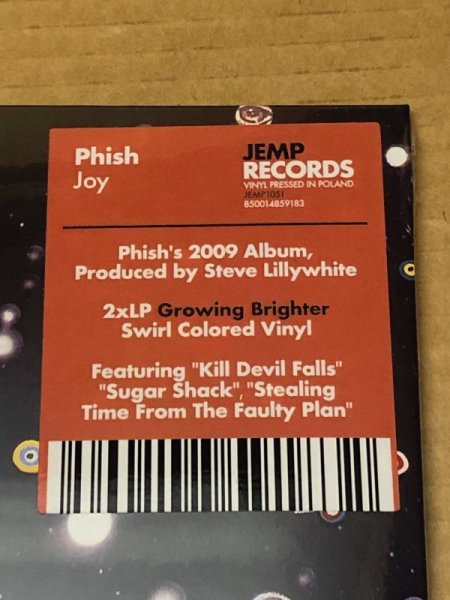 Phish
Joy
JEMP
RECORDS
VINYL PRESSED IN POLAND
JEMP1051
850014859183
Phish's 2009 Album,
Produced by Steve Lillywhite
2xLP Growing Brighter
Swirl Colored Vinyl
Featuring "Kill Devil Falls"
"Sugar Shack", "Stealing
Time From The Faulty Plan"